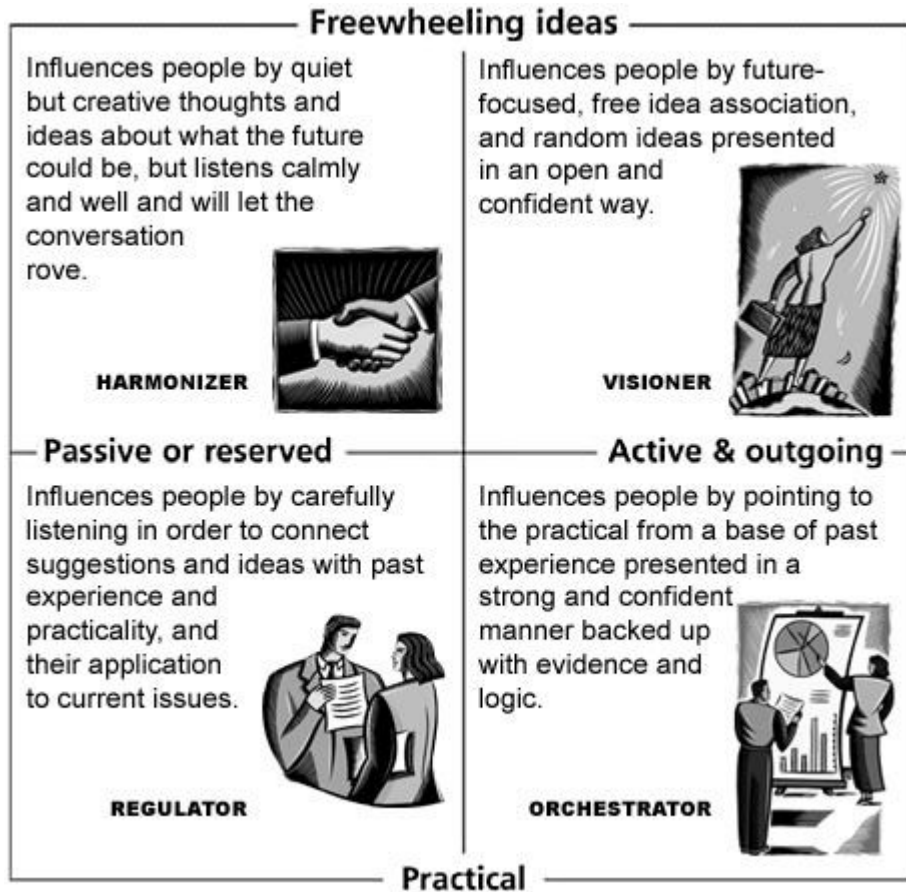 Freewheeling ideas
Influences people by quiet
but creative thoughts and
ideas about what the future
could be, but listens calmly
and well and will let the
conversation
rove.
HARMONIZER
Influences people by future-
focused, free idea association,
and random ideas presented
in an open and
confident way.
VISIONER
Passive or reserved
Active & outgoing
Influences people by carefully
listening in order to connect
suggestions and ideas with past
experience and
practicality, and
their application
to current issues.
REGULATOR
Influences people by pointing to
the practical from a base of past
experience presented in a
strong and confident
manner backed up
with evidence and
logic.
ORCHESTRATOR
Practical